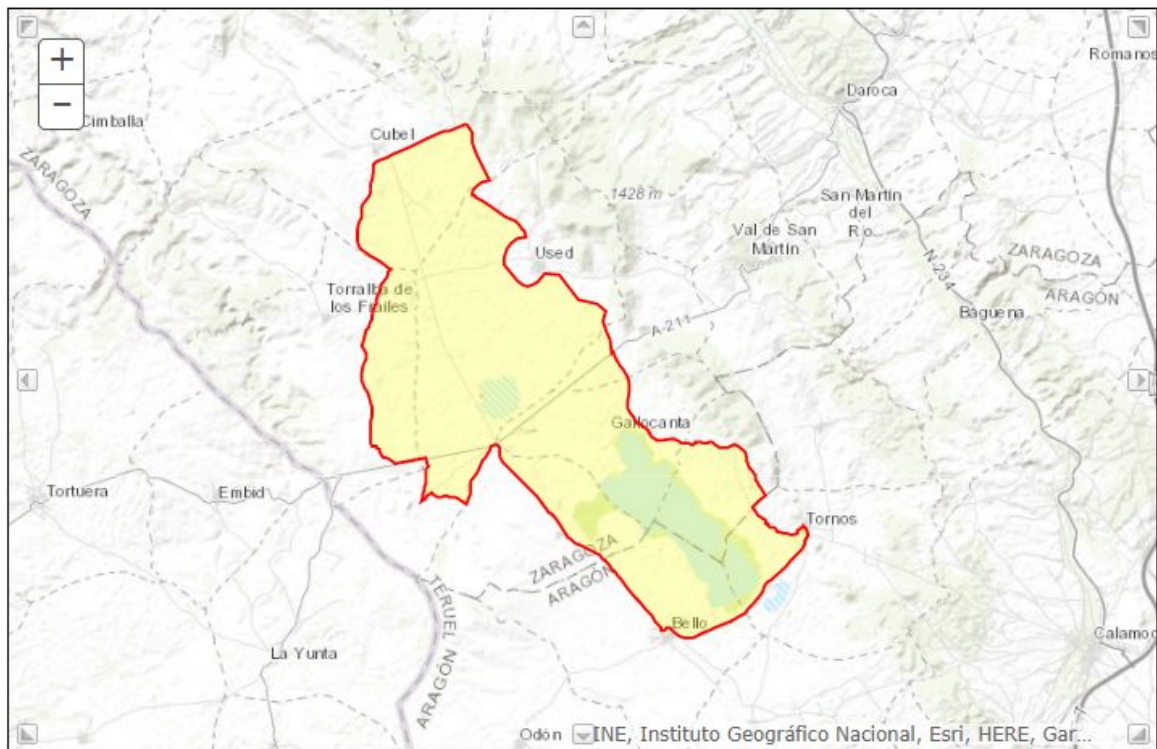 +
−
Romanos
Daroca
Cimballa
Cubel
ZARAGOZA
1428 m
San Martín
del
Río
Val de San
Martín
Used
ZARAGOZA
ARAGÓN
N-234
Torralba de
los Frailes
Báguena
A-211
Gallocanta
Tortuera
Embid
Tornos
ZARAGOZA
ARAGÓN
TERUEL
ARAGÓN
Bello
La Yunta
Calamoc
Odón
INE, Instituto Geográfico Nacional, Esri, HERE, Gar...